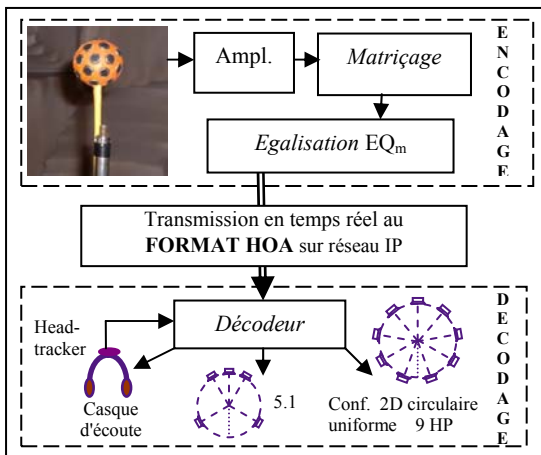 Ampl.
Matriçage
Egalisation EQm
ENCODAGE
Transmission en temps réel au
FORMAT HOA sur réseau IP
Décodeur
Head-
tracker
Casque
d'écoute
5.1
Conf. 2D circulaire
uniforme 9 HP
DECODAGE